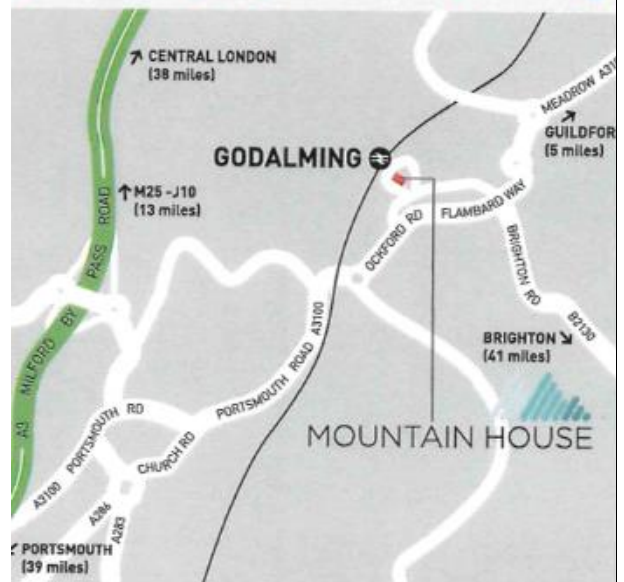 CENTRAL LONDON
(38 miles)
MEADROW A310
GUILDFOR
(5 miles)
GODALMING
M25 -J10
(13 miles)
A3 MILFORD BY PASS ROAD
OCKFORD RD
FLAMBARD WAY
BRIGHTON RD
B2130
PORTSMOUTH ROAD A3100
BRIGHTON
(41 miles)
A3100 PORTSMOUTH RD
CHURCH RD
MOUNTAIN HOUSE
A286
A283
PORTSMOUTH
(39 miles)